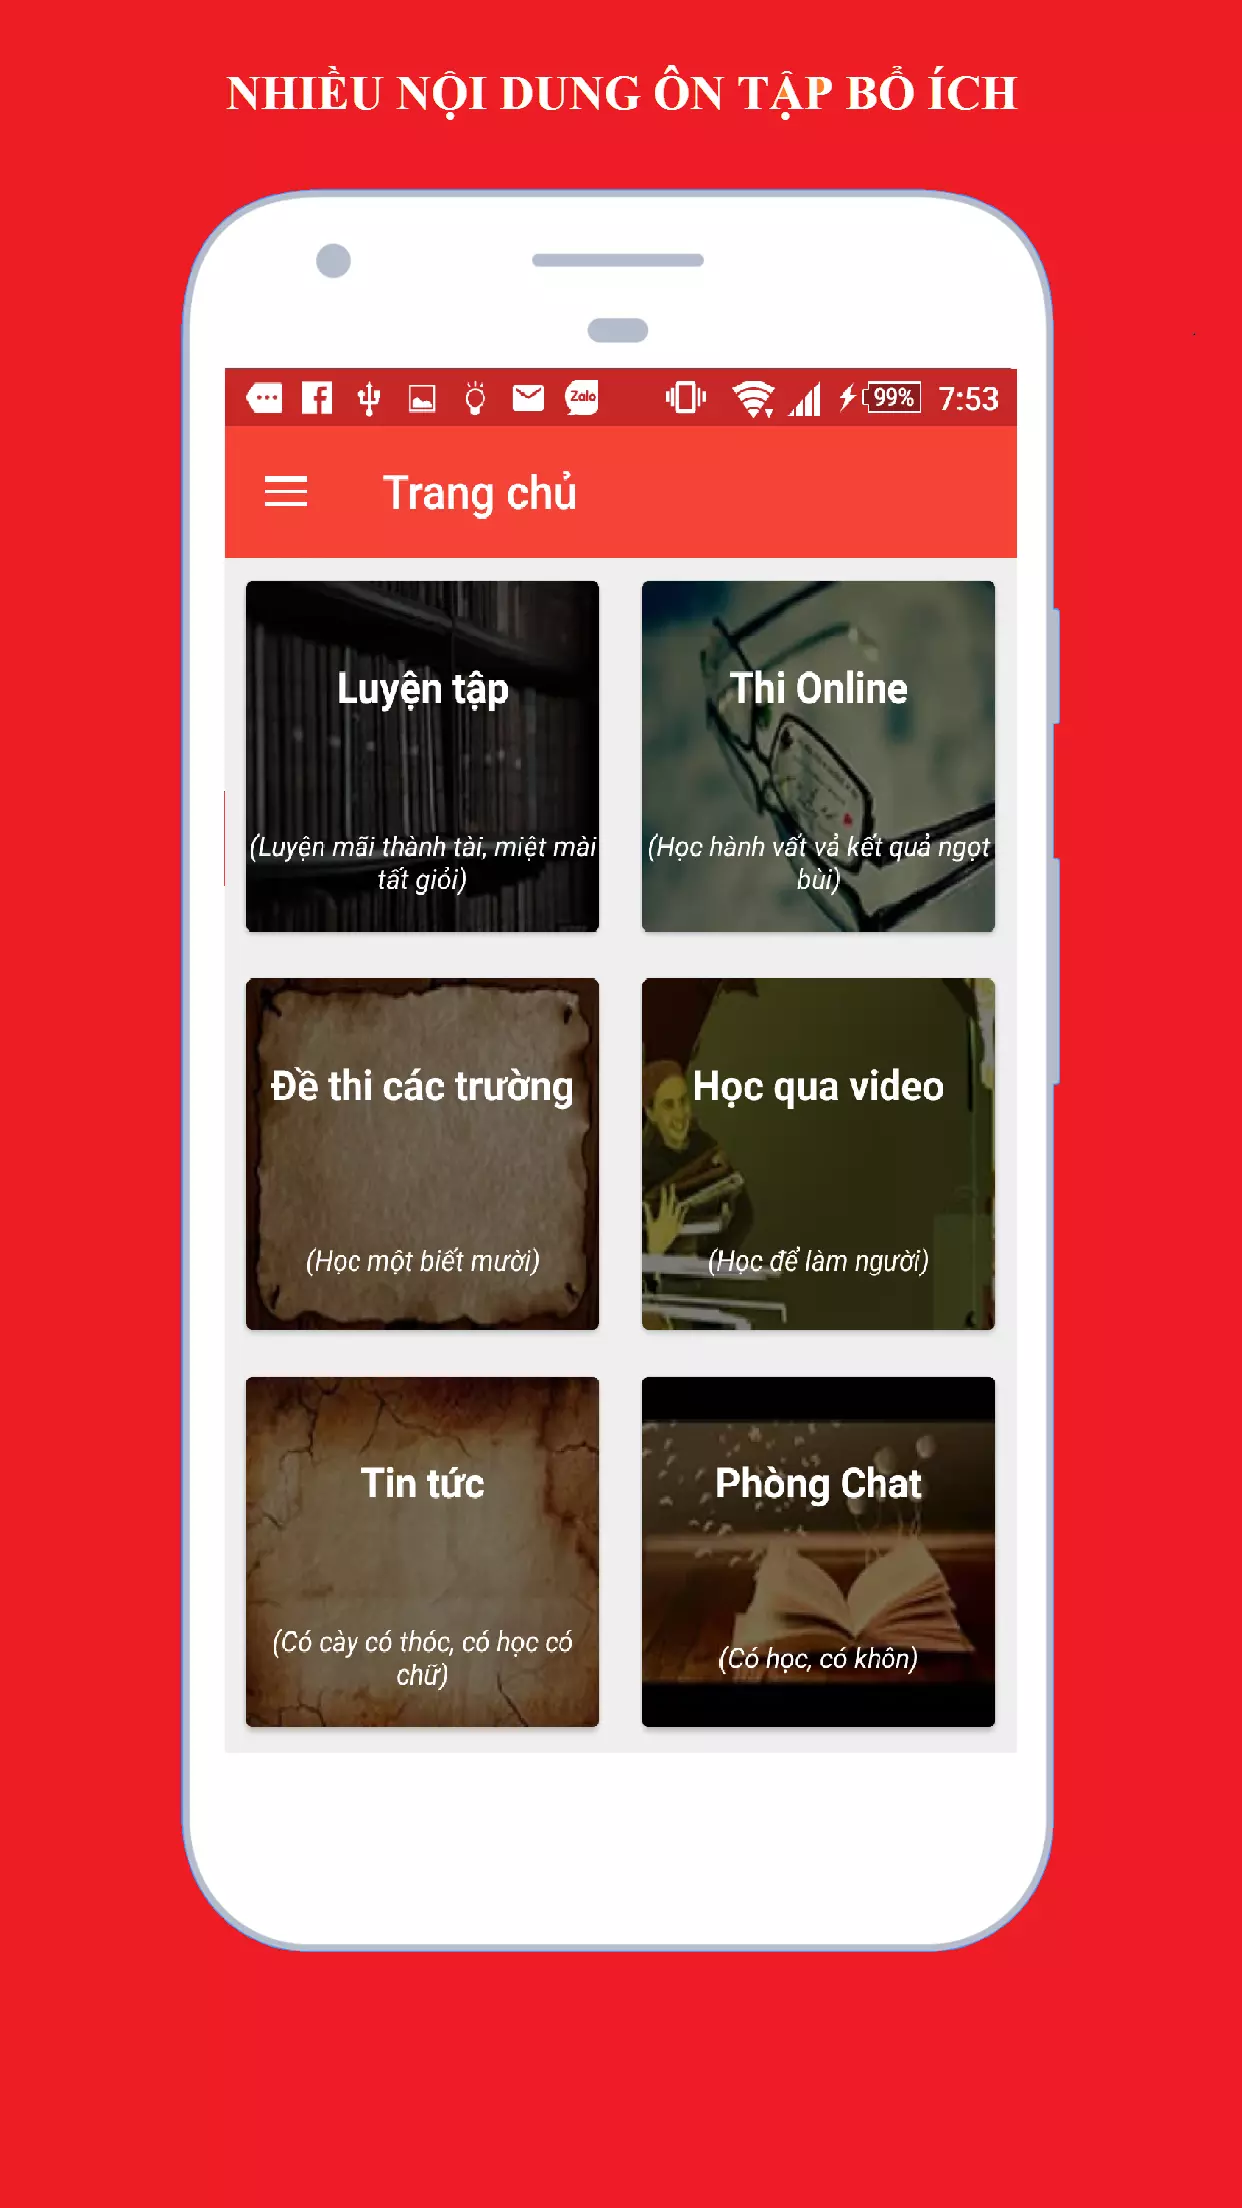 NHIỀU NỘI DUNG ÔN TẬP BỔ ÍCH
Zalo 99% 7:53
Trang chủ
Luyện tập
(Luyện mãi thành tài, miệt mài
tất giỏi)
Thi Online
(Học hành vất vả kết quả ngọt
bùi)
Đề thi các trường
(Học một biết mười)
Học qua video
(Học để làm người)
Tin tức
(Có cày có thóc, có học có
chữ)
Phòng Chat
(Có học, có khôn)